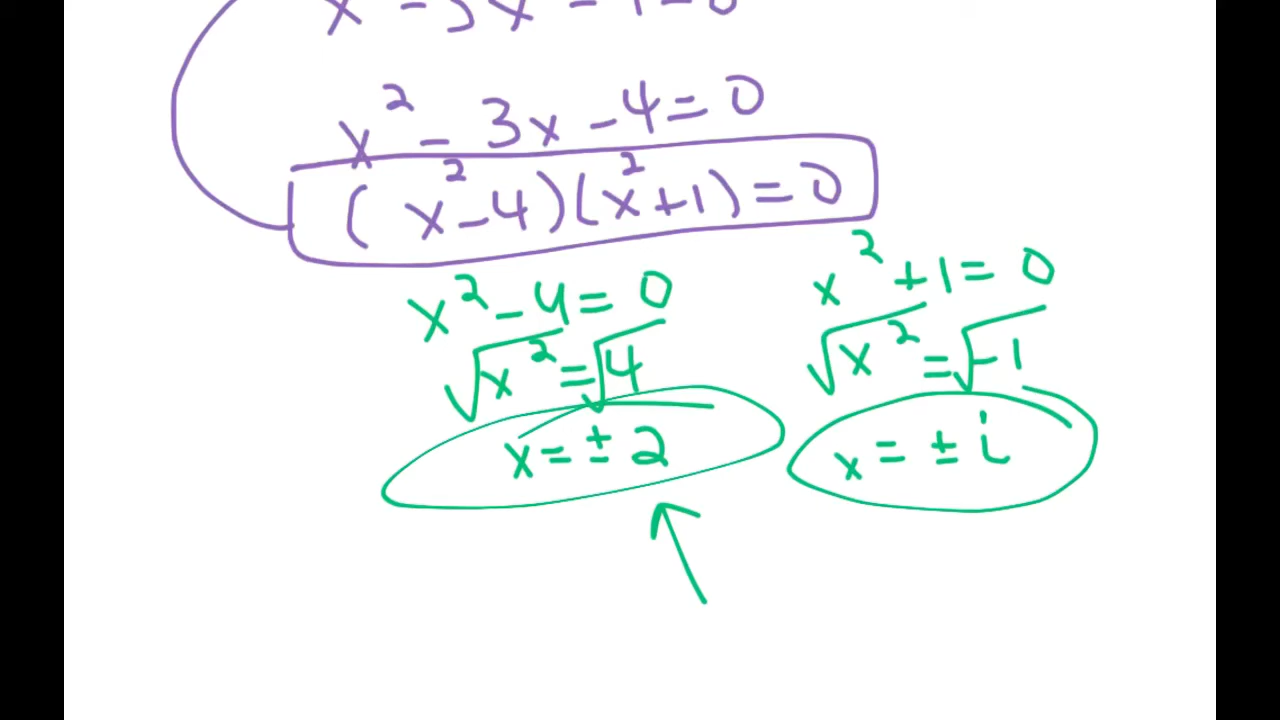 x² - 3x - 4 = 0
(x² - 4)(x² + 1) = 0
x² - 4 = 0
x² + 1 = 0
√x² = √4
√x² = √-1
x = ± 2
x = ± i